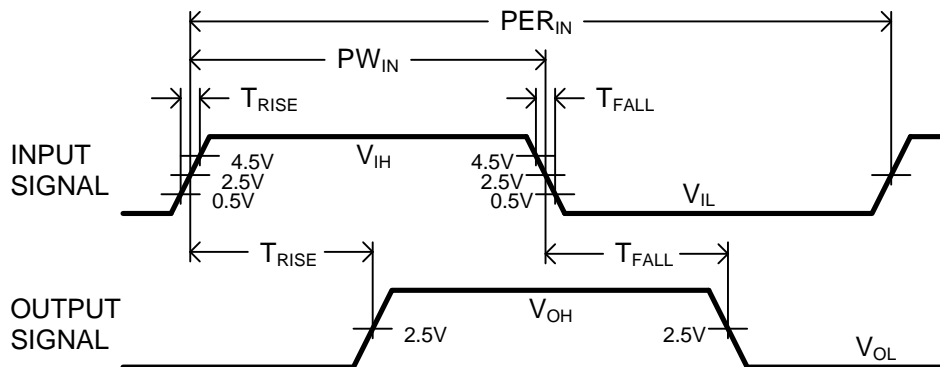 PER_IN
PW_IN
T_RISE T_FALL
INPUT
SIGNAL
V_IH
4.5V
2.5V
0.5V
4.5V
2.5V
0.5V
V_IL
T_RISE T_FALL
OUTPUT
SIGNAL
V_OH
2.5V 2.5V
V_OL